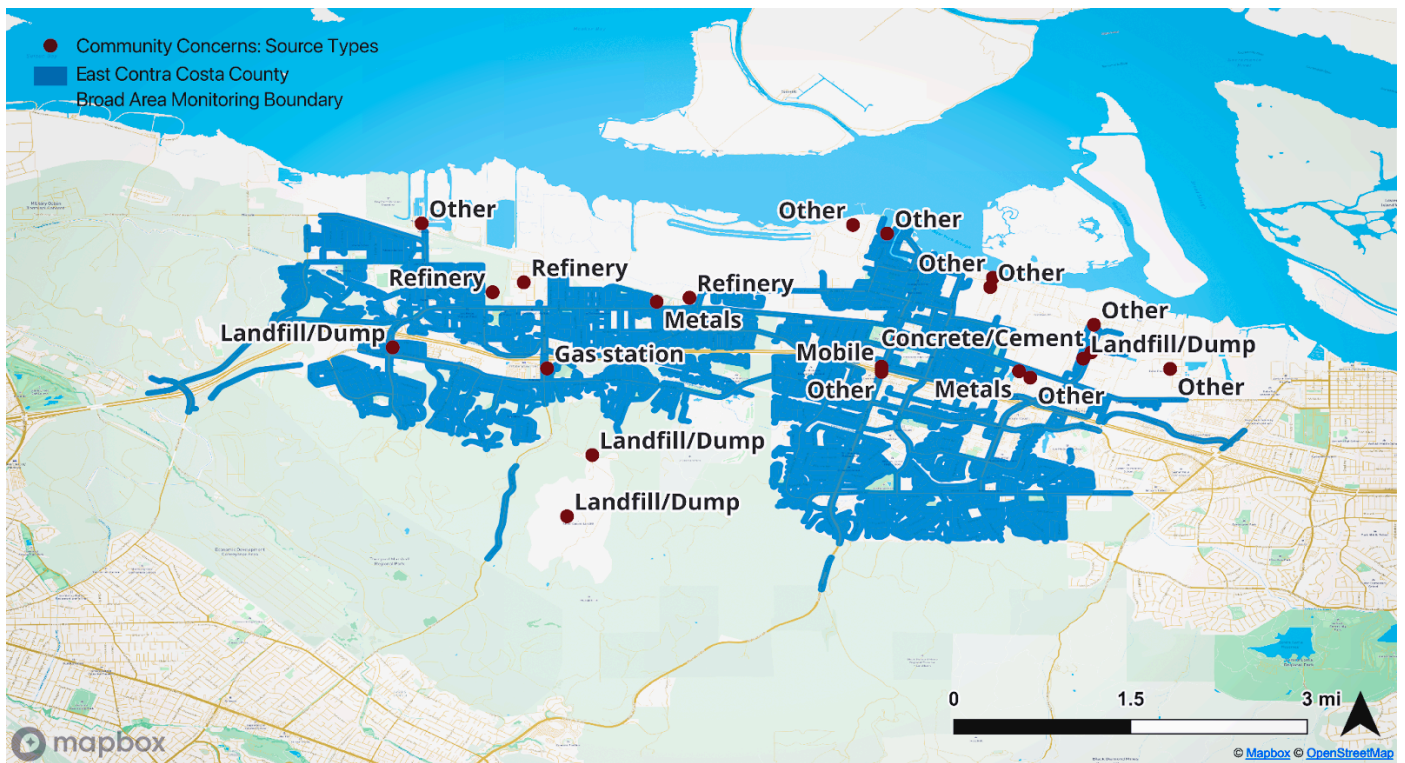 Community Concerns: Source Types
East Contra Costa County
Broad Area Monitoring Boundary
Other
Other
Other
Refinery
Refinery
Other
Other
Refinery
Metals
Other
Landfill/Dump
Gas station
Mobile
Concrete/Cement
Landfill/Dump
Other
Metals
Other
Other
Landfill/Dump
Landfill/Dump
0 1.5 3 mi
mapbox
© Mapbox © OpenStreetMap